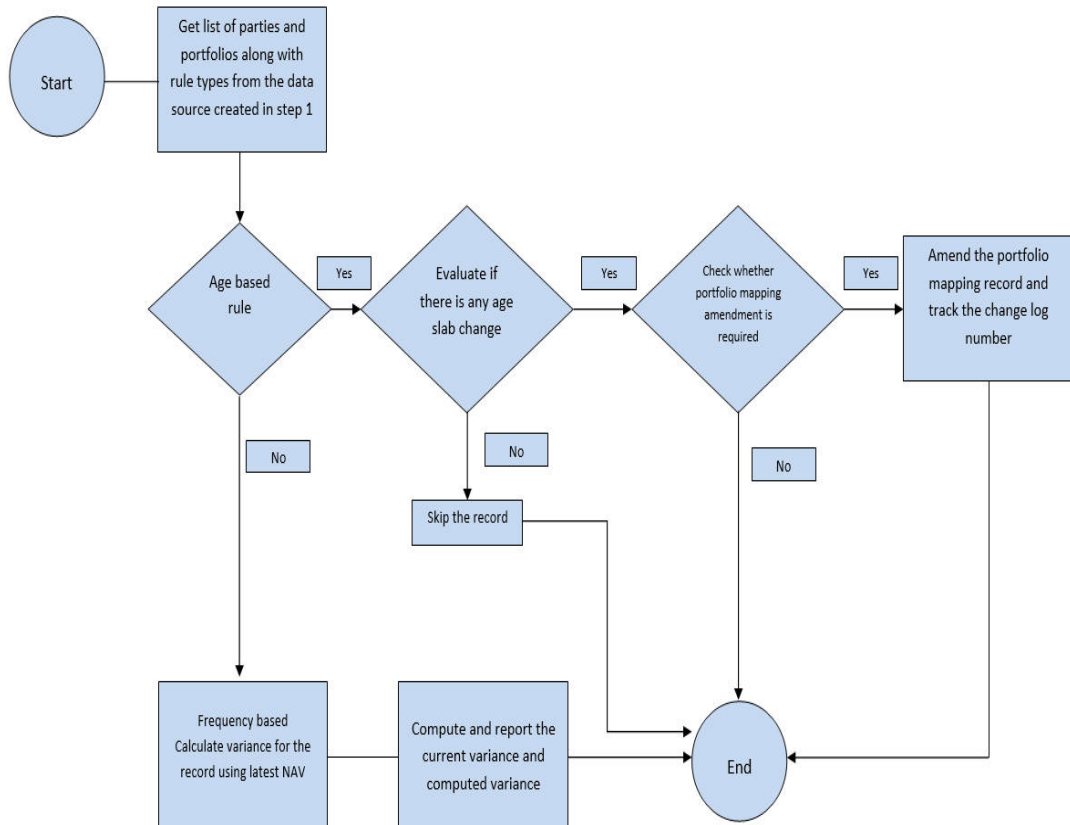 Get list of parties and
portfolios along with
rule types from the data
source created in step 1
Start
Age based
rule
Yes
Evaluate if
there is any age
slab change
Yes
Check whether
portfolio mapping
amendment is
required
Yes
Amend the portfolio
mapping record and
track the change log
number
No
No
No
Skip the record
Frequency based
Calculate variance for the
record using latest NAV
Compute and report the
current variance and
computed variance
End